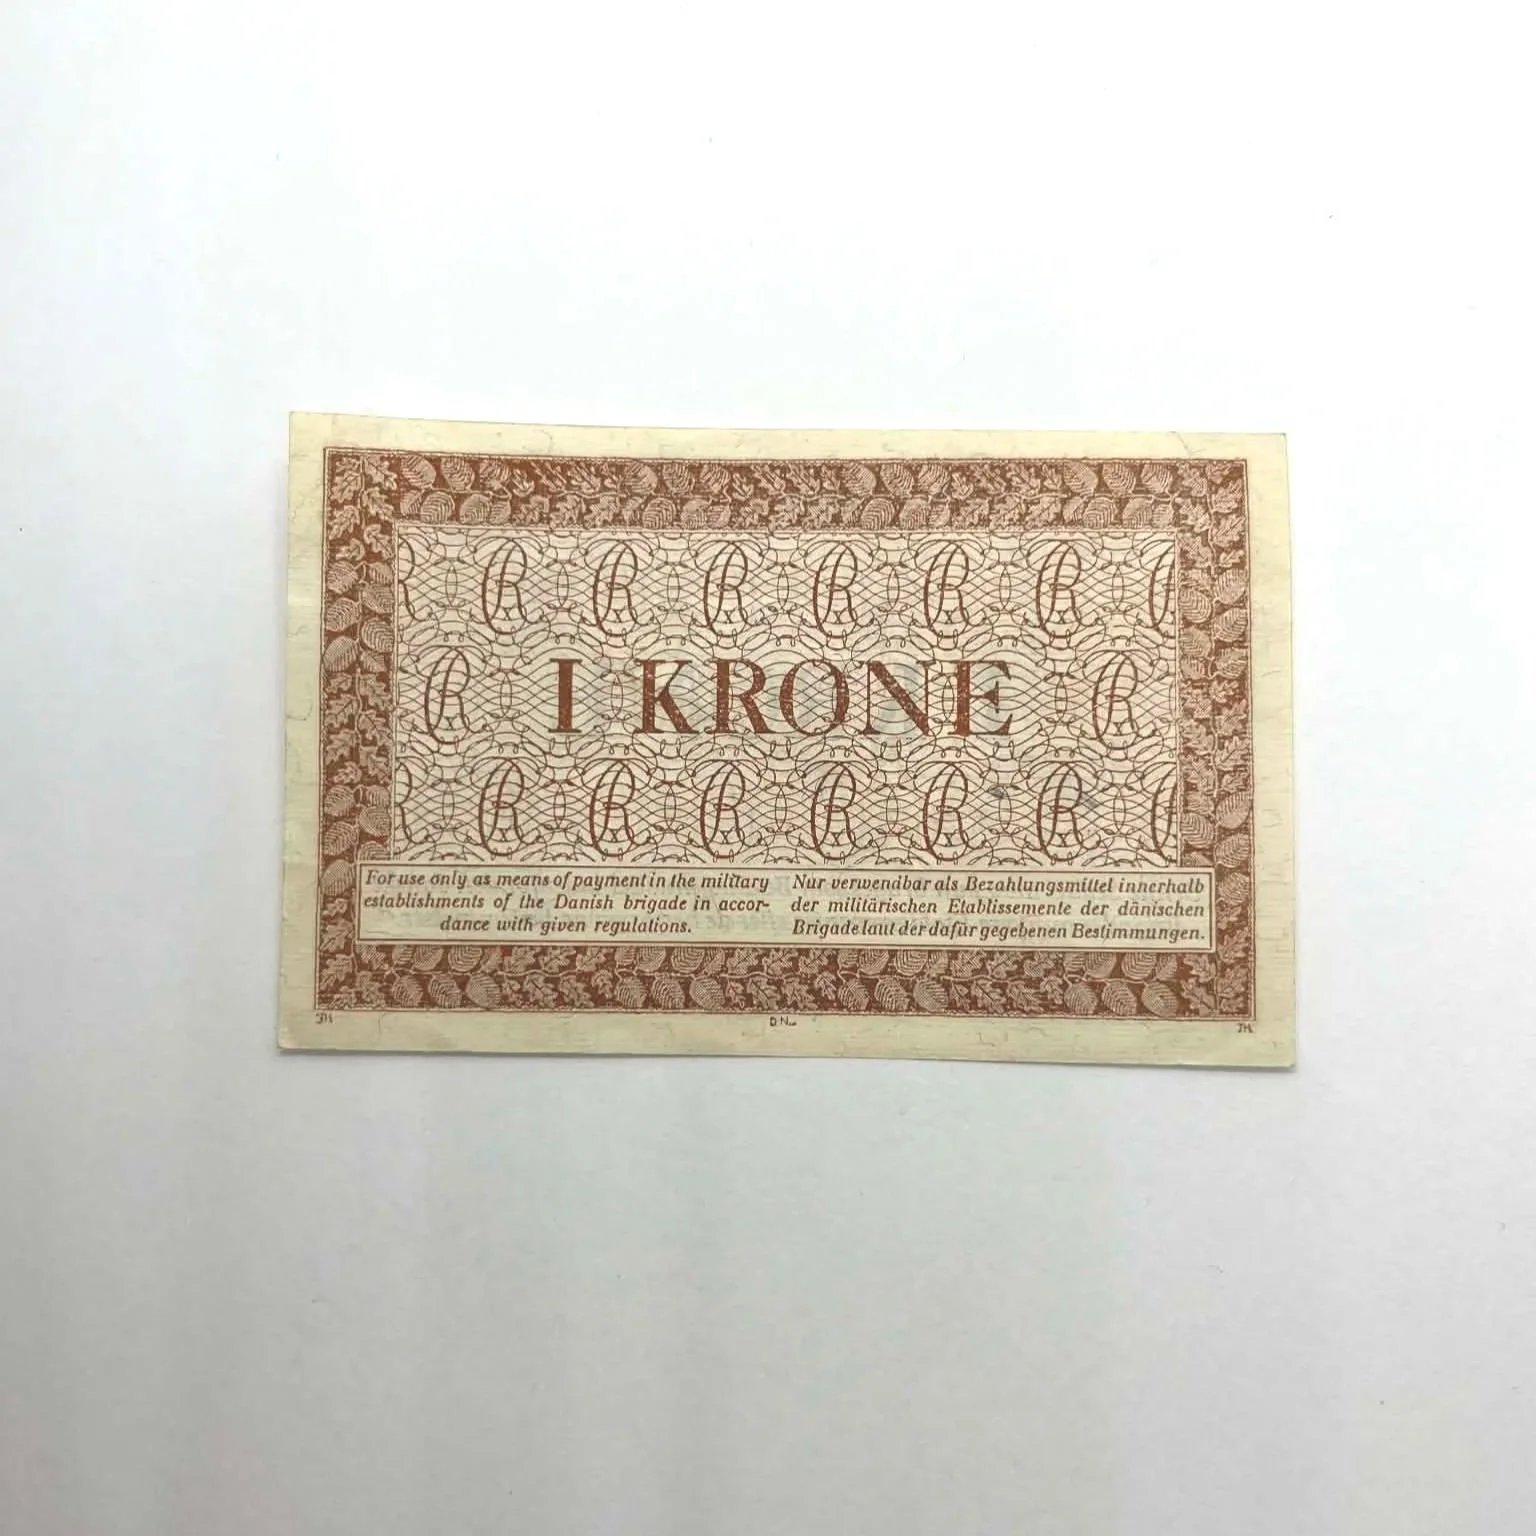 I KRONE
For use only as means of payment in the military
establishments of the Danish brigade in accor-
dance with given regulations.
Nur verwendbar als Bezahlungsmittel innerhalb
der militärischen Etablissemente der dänischen
Brigade laut der dafür gegebenen Bestimmungen.
JH
JH